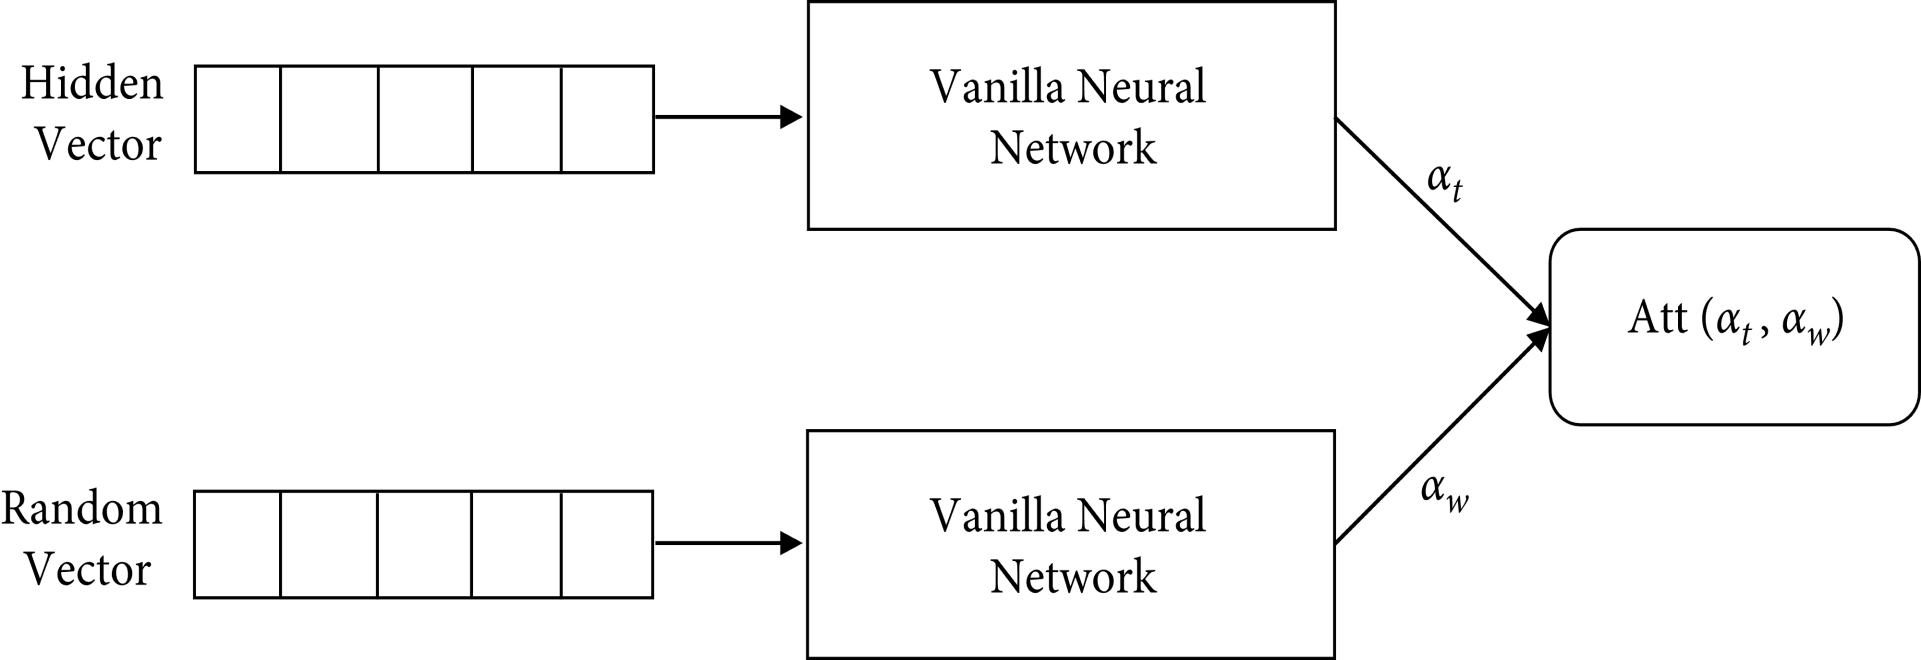 Hidden
Vector
Vanilla Neural
Network
α_t
Att (α_t, α_w)
Random
Vector
Vanilla Neural
Network
α_w